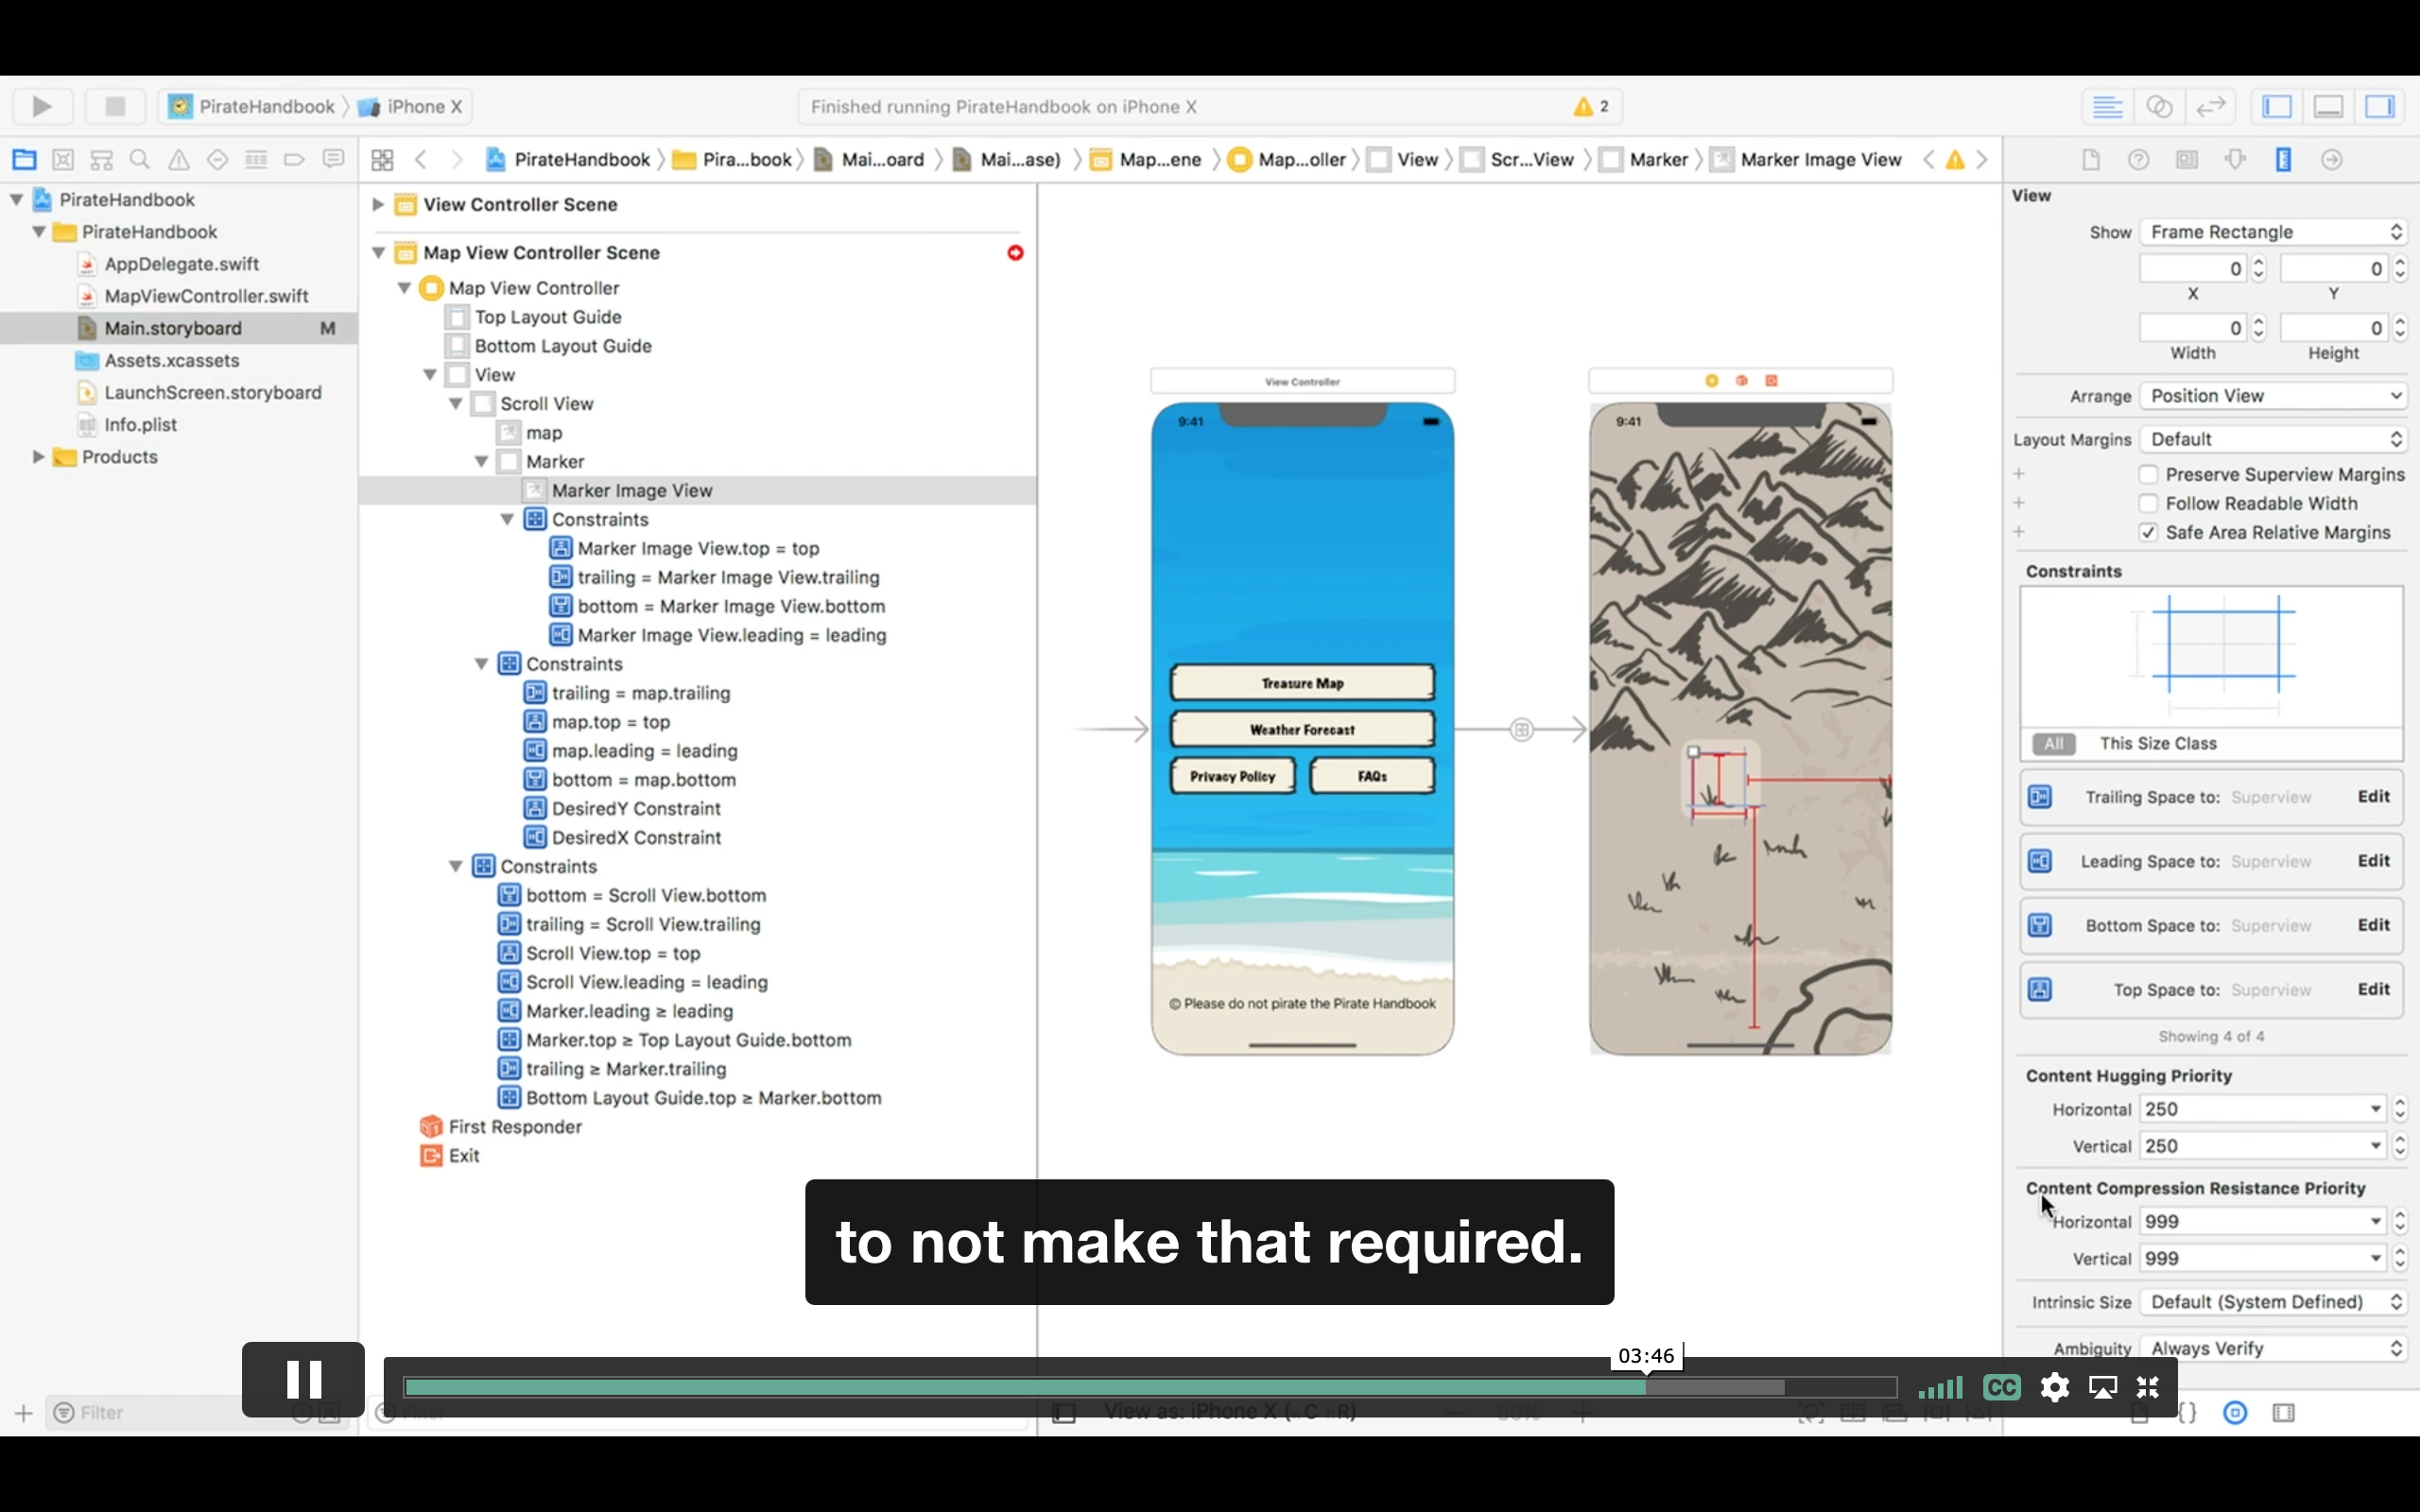 PirateHandbook
iPhone X
Finished running PirateHandbook on iPhone X
2
PirateHandbook
Pira...book
Mai...oard
Mai...ase)
Map...ene
Map...oller
View
Scr...View
Marker
Marker Image View
PirateHandbook
PirateHandbook
AppDelegate.swift
MapViewController.swift
Main.storyboard M
Assets.xcassets
LaunchScreen.storyboard
Info.plist
Products
View Controller Scene
Map View Controller Scene
Map View Controller
Top Layout Guide
Bottom Layout Guide
View
Scroll View
map
Marker
Marker Image View
Constraints
Marker Image View.top = top
trailing = Marker Image View.trailing
bottom = Marker Image View.bottom
Marker Image View.leading = leading
Constraints
trailing = map.trailing
map.top = top
map.leading = leading
bottom = map.bottom
DesiredY Constraint
DesiredX Constraint
Constraints
bottom = Scroll View.bottom
trailing = Scroll View.trailing
Scroll View.top = top
Scroll View.leading = leading
Marker.leading ≥ leading
Marker.top ≥ Top Layout Guide.bottom
trailing ≥ Marker.trailing
Bottom Layout Guide.top ≥ Marker.bottom
First Responder
Exit
View Controller
9:41
Treasure Map
Weather Forecast
Privacy Policy
FAQs
© Please do not pirate the Pirate Handbook
9:41
View
Show Frame Rectangle
0 0
X Y
0 0
Width Height
Arrange Position View
Layout Margins Default
+ Preserve Superview Margins
+ Follow Readable Width
+ Safe Area Relative Margins
Constraints
All This Size Class
Trailing Space to: Superview Edit
Leading Space to: Superview Edit
Bottom Space to: Superview Edit
Top Space to: Superview Edit
Showing 4 of 4
Content Hugging Priority
Horizontal 250
Vertical 250
Content Compression Resistance Priority
Horizontal 999
Vertical 999
Intrinsic Size Default (System Defined)
Ambiguity Always Verify
to not make that required.
03:46
CC
Filter
Filter
View as: iPhone X (wC hR)
50%